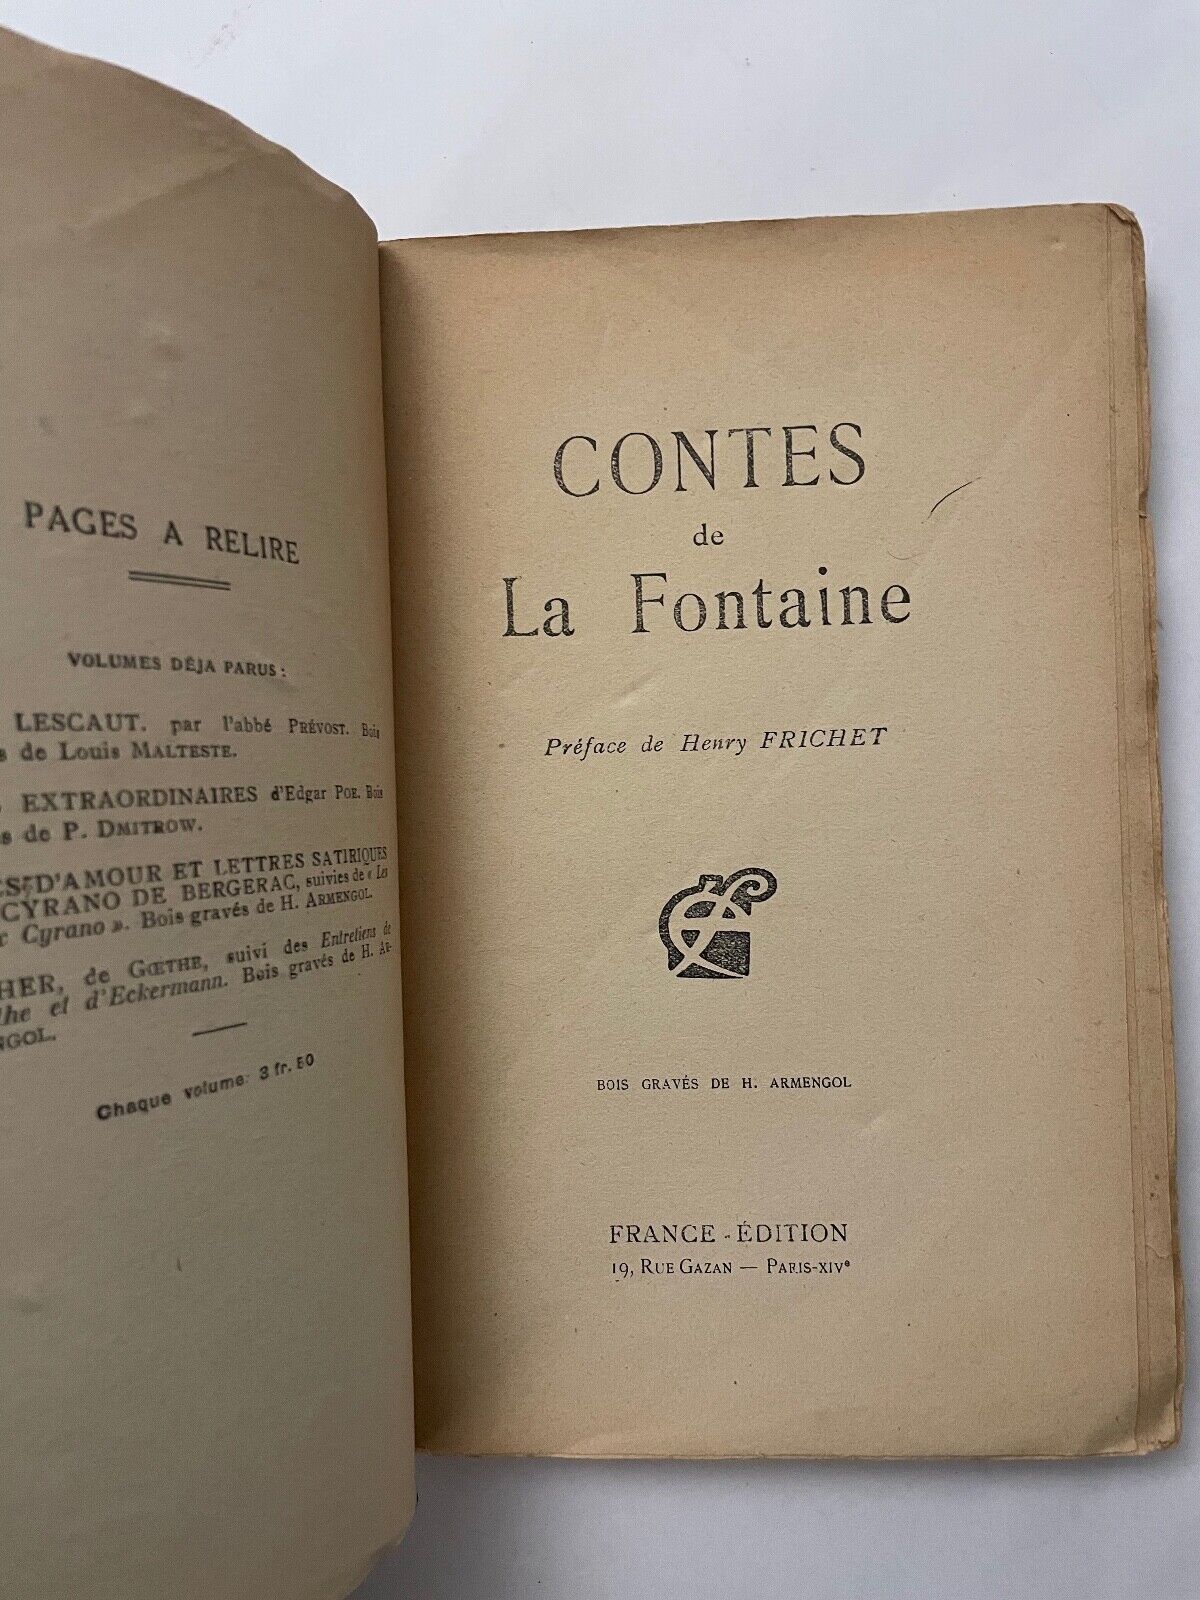 PAGES A RELIRE
VOLUMES DÉJA PARUS :
LESCAUT. par l'abbé PRÉVOST. Bois
de Louis MALTESTE.
EXTRAORDINAIRES d'Edgar POE. Bois
de P. DMITROW.
D'AMOUR ET LETTRES SATIRIQUES
CYRANO DE BERGERAC, suivies de « Les
Cyrano ». Bois gravés de H. ARMENGOL.
de GŒTHE, suivi des Entretiens de
et d'Eckermann. Bois gravés de H. AR-
Chaque volume: 3 fr. 50
CONTES
de
La Fontaine
Préface de Henry FRICHET
BOIS GRAVÉS DE H. ARMENGOL
FRANCE-ÉDITION
19, RUE GAZAN — PARIS-XIVe